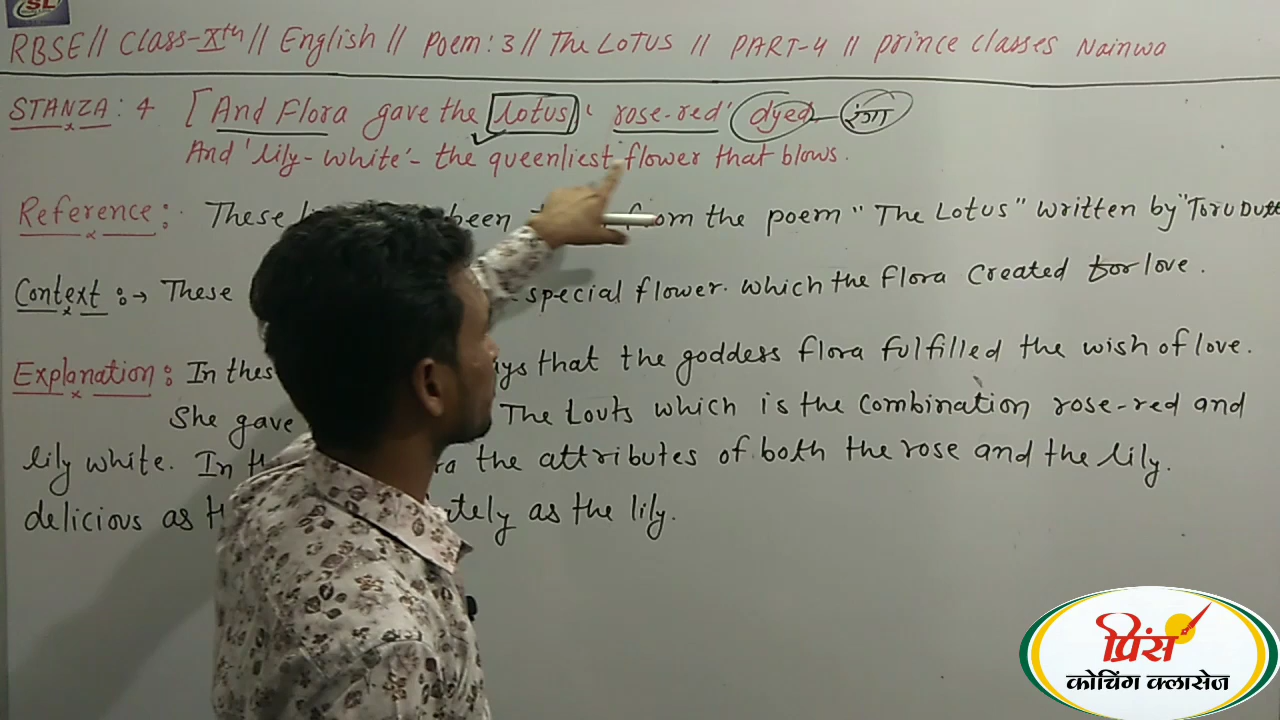 SL
RBSE // Class-Xth // English // Poem: 3 // The LOTUS // PART-4 // Prince Classes Nainwa
STANZA: 4 [And Flora gave the lotus ' rose-red' dyed रंगा
And 'lily-white'- the queenliest flower that blows.
Reference: These been from the poem "The Lotus" written by "Toru Dutt
Context :→ These special flower. which the Flora Created for love.
Explanation: In that the goddess flora fulfilled the wish of love.
She gave The Louts which is the Combination rose-red and
lily white. In the attributes of both the rose and the lily.
delicious as as the lily.
प्रिंस
कोचिंग क्लासेज